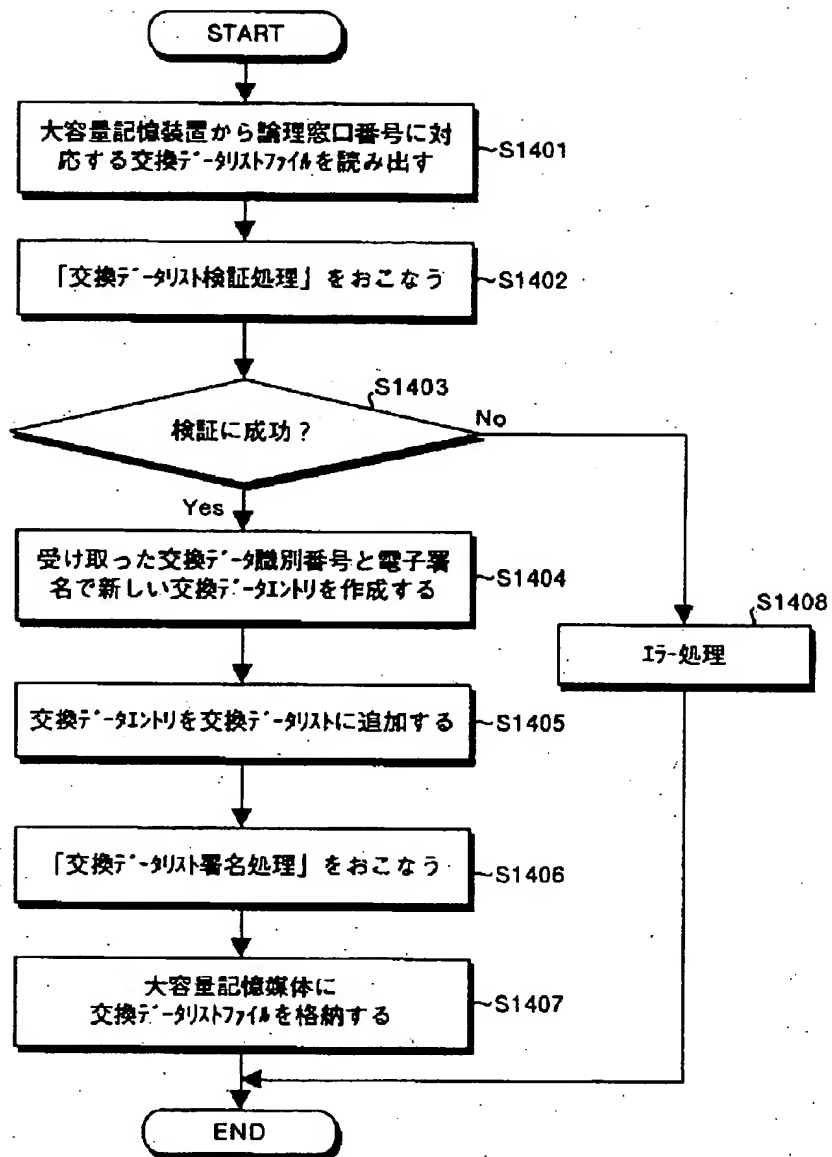 START
大容量記憶装置から論理窓口番号に対
応する交換ﾃﾞｰﾀﾘｽﾄﾌｧｲﾙを読み出す
~S1401
「交換ﾃﾞｰﾀﾘｽﾄ検証処理」をおこなう
~S1402
S1403
検証に成功？
No
Yes
受け取った交換ﾃﾞｰﾀ識別番号と電子署
名で新しい交換ﾃﾞｰﾀｴﾝﾄﾘを作成する
~S1404
S1408
ｴﾗｰ処理
交換ﾃﾞｰﾀｴﾝﾄﾘを交換ﾃﾞｰﾀﾘｽﾄに追加する
~S1405
「交換ﾃﾞｰﾀﾘｽﾄ署名処理」をおこなう
~S1406
大容量記憶媒体に
交換ﾃﾞｰﾀﾘｽﾄﾌｧｲﾙを格納する
~S1407
END